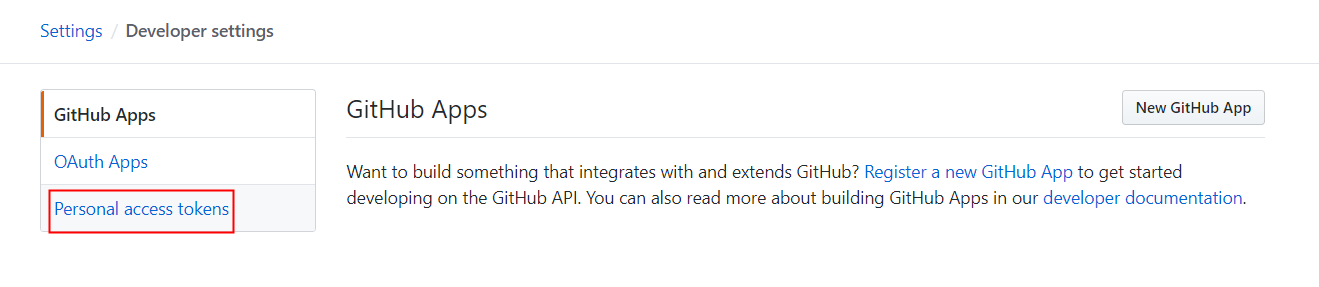 Settings / Developer settings
GitHub Apps
OAuth Apps
Personal access tokens
GitHub Apps
New GitHub App
Want to build something that integrates with and extends GitHub? Register a new GitHub App to get started
developing on the GitHub API. You can also read more about building GitHub Apps in our developer documentation.